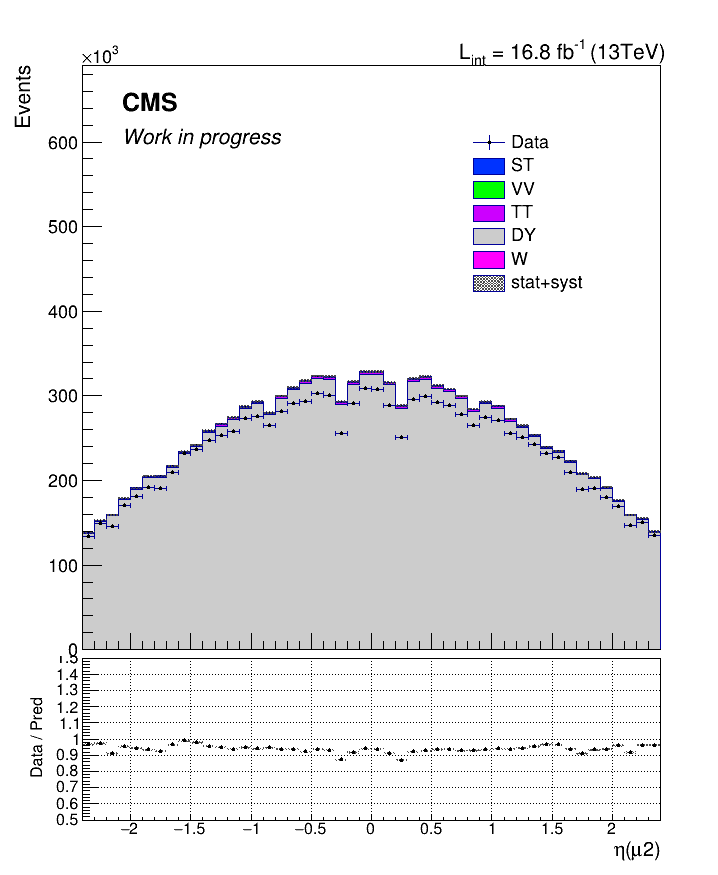 ×10³
L_int = 16.8 fb⁻¹ (13TeV)
Events
CMS
Work in progress
Data
ST
VV
TT
DY
W
stat+syst
600
500
400
300
200
100
0
1.5
1.4
1.3
1.2
1.1
1
0.9
0.8
0.7
0.6
0.5
Data / Pred
−2 −1.5 −1 −0.5 0 0.5 1 1.5 2
η(μ2)